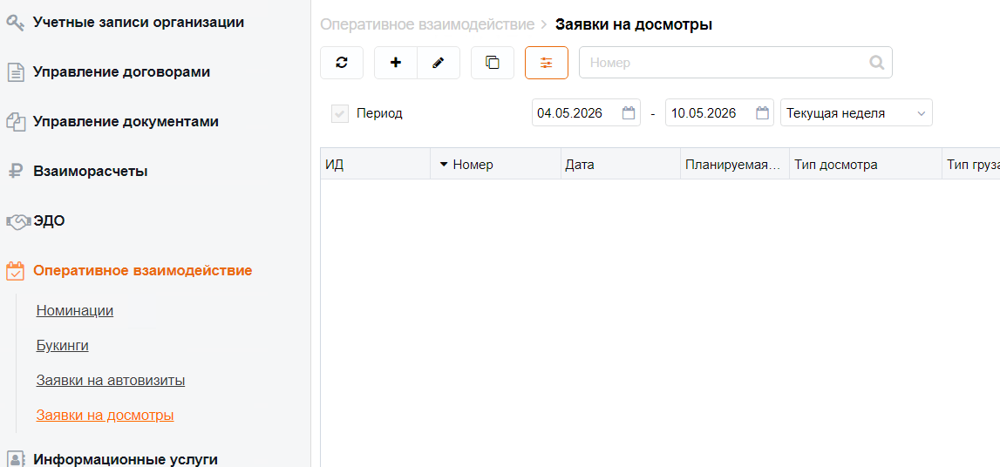 Учетные записи организации
Управление договорами
Управление документами
Взаиморасчеты
ЭДО
Оперативное взаимодействие
Номинации
Букинги
Заявки на автовизиты
Заявки на досмотры
Информационные услуги
Оперативное взаимодействие > Заявки на досмотры
Номер
Период 04.05.2026 - 10.05.2026 Текущая неделя
ИД Номер Дата Планируемая... Тип досмотра Тип груза